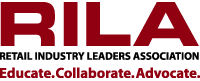 RILA
RETAIL INDUSTRY LEADERS ASSOCIATION
Educate.Collaborate.Advocate.